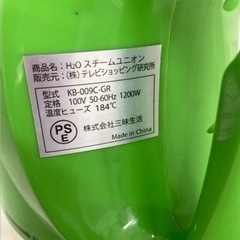 商品名：H2O スチームユニオン
販売元：(株)テレビショッピング研究所
型式 KB-009C-GR
定格 100V 50-60Hz 1200W
温度ヒューズ 184℃
PS
E
株式会社三味生活
Made in China